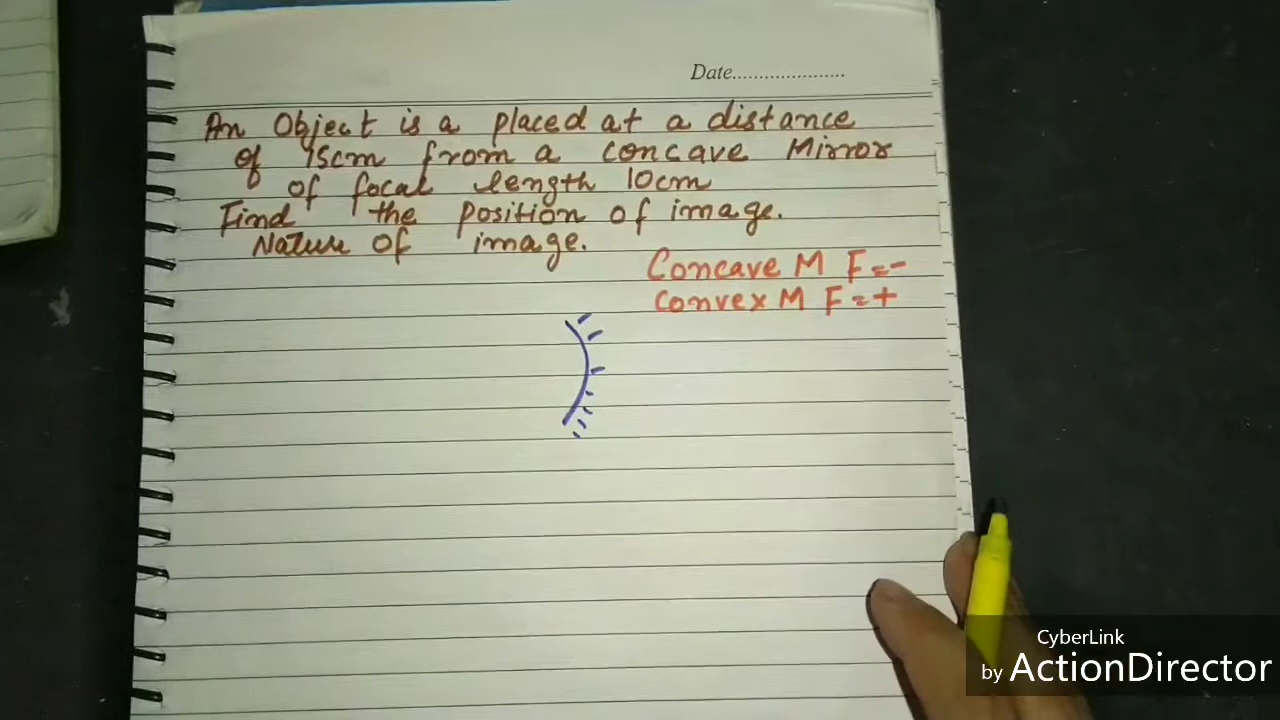 Date.....................
An Object is a placed at a distance
of 15cm from a concave Mirror
of focal length 10cm
Find the position of image.
Nature of image.
Concave M F=-
Convex M F=+
CyberLink
by ActionDirector